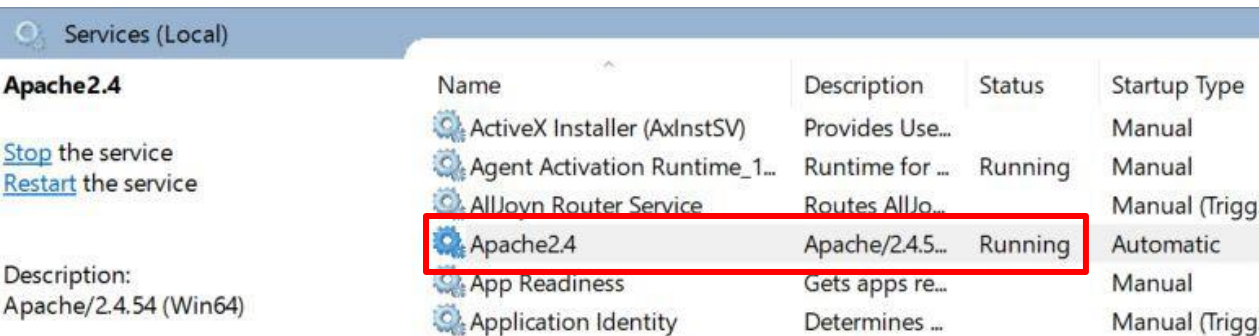 Services (Local)
Apache2.4
Stop the service
Restart the service
Description:
Apache/2.4.54 (Win64)
Name Description Status Startup Type
ActiveX Installer (AxInstSV) Provides Use... Manual
Agent Activation Runtime_1... Runtime for ... Running Manual
AllJoyn Router Service Routes AllJo... Manual (Trigg
Apache2.4 Apache/2.4.5... Running Automatic
App Readiness Gets apps re... Manual
Application Identity Determines ... Manual (Trigg